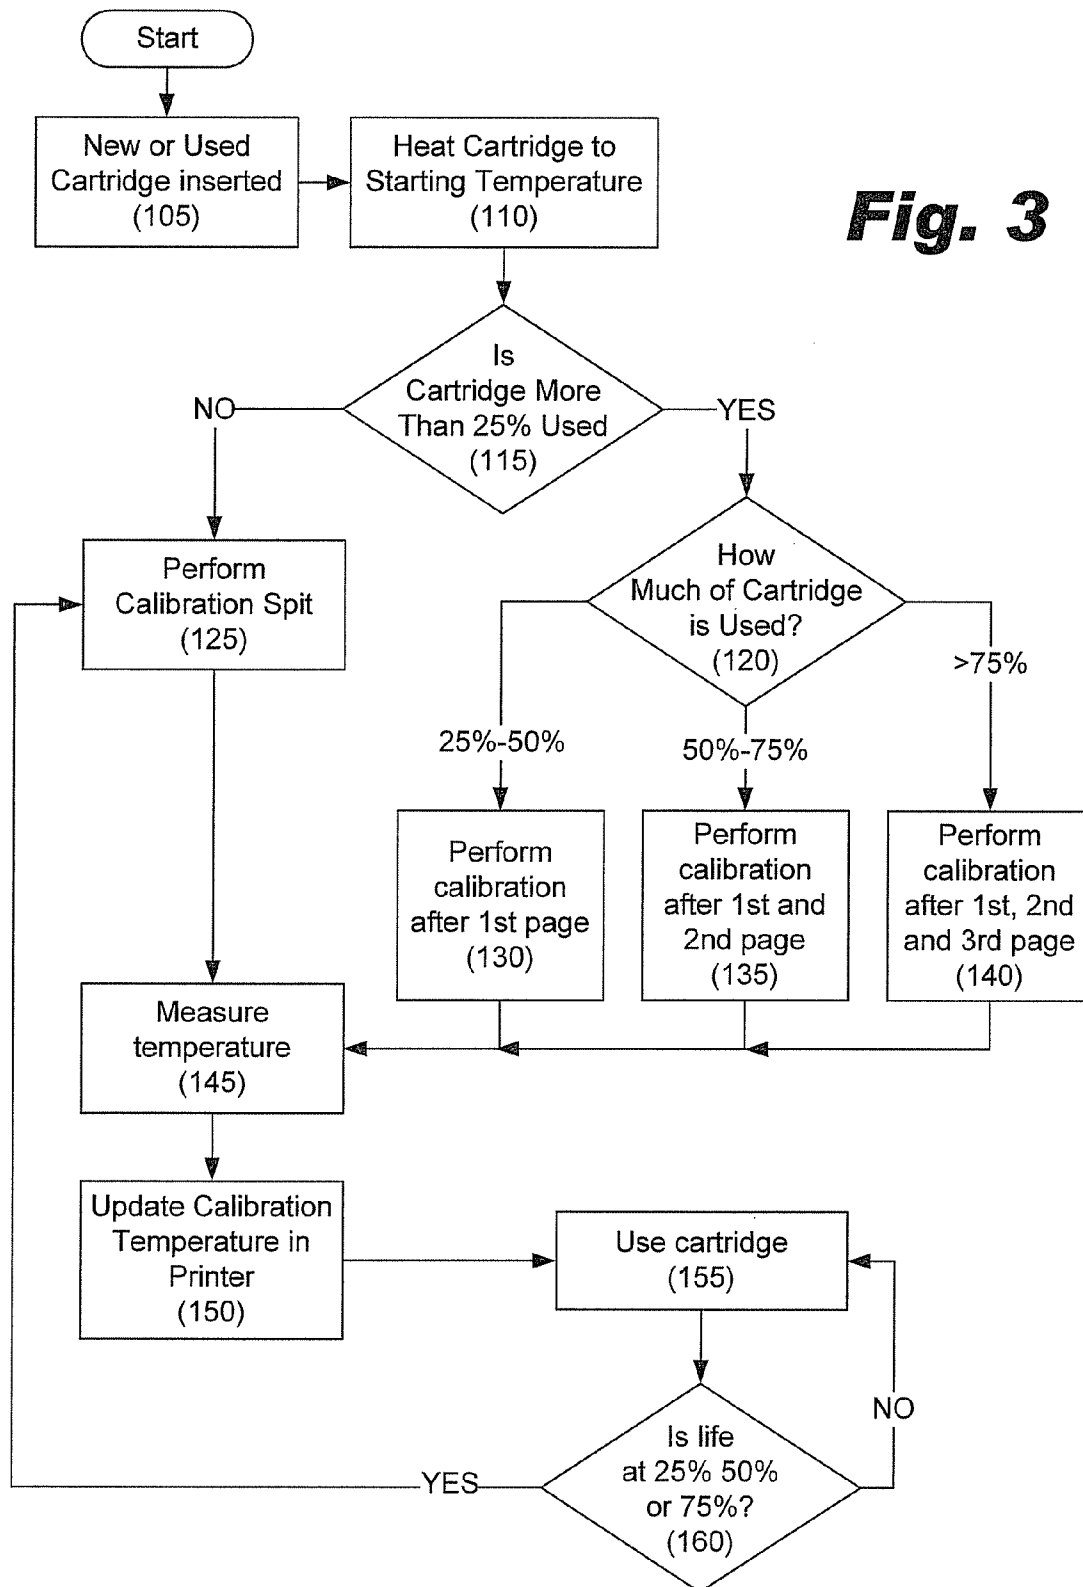 Start
New or Used
Cartridge inserted
(105)
Heat Cartridge to
Starting Temperature
(110)
Fig. 3
Is
Cartridge More
Than 25% Used
(115)
NO
YES
Perform
Calibration Spit
(125)
How
Much of Cartridge
is Used?
(120)
25%-50%
50%-75%
>75%
Perform
calibration
after 1st page
(130)
Perform
calibration
after 1st and
2nd page
(135)
Perform
calibration
after 1st, 2nd
and 3rd page
(140)
Measure
temperature
(145)
Update Calibration
Temperature in
Printer
(150)
Use cartridge
(155)
Is life
at 25% 50%
or 75%?
(160)
YES
NO